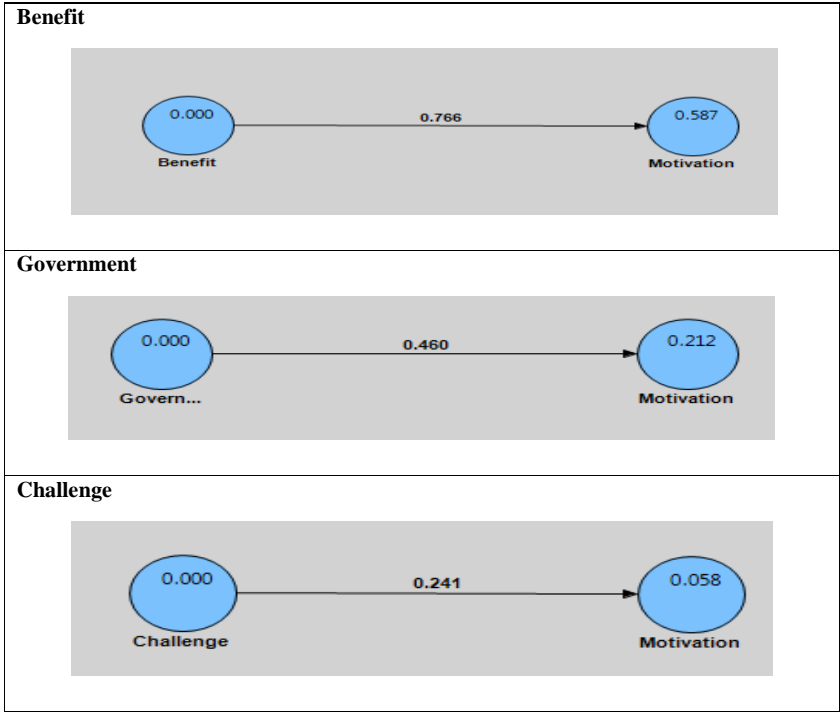 Benefit
0.000 0.766 0.587
Benefit Motivation
Government
0.000 0.460 0.212
Govern... Motivation
Challenge
0.000 0.241 0.058
Challenge Motivation